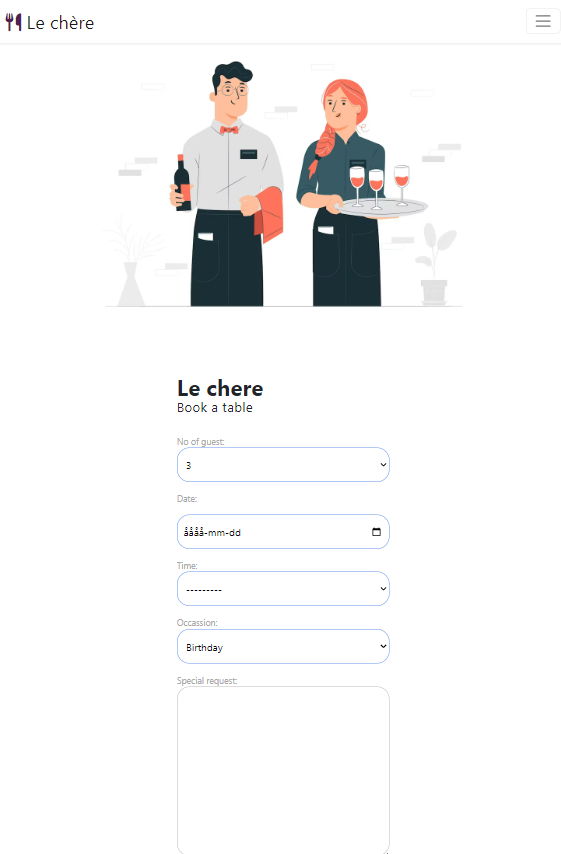 Le chère
Le chere
Book a table
No of guest:
3
Date:
åååå-mm-dd
Time:
---------
Occassion:
Birthday
Special request: